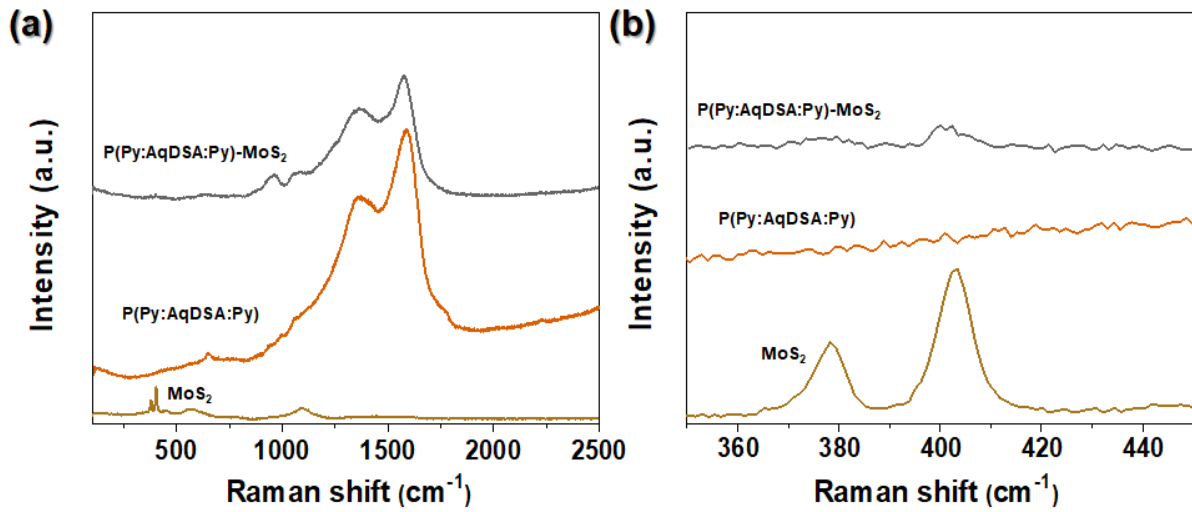 (a)
Intensity (a.u.)
P(Py:AqDSA:Py)-MoS₂
P(Py:AqDSA:Py)
MoS₂
500 1000 1500 2000 2500
Raman shift (cm⁻¹)
(b)
Intensity (a.u.)
P(Py:AqDSA:Py)-MoS₂
P(Py:AqDSA:Py)
MoS₂
360 380 400 420 440
Raman shift (cm⁻¹)